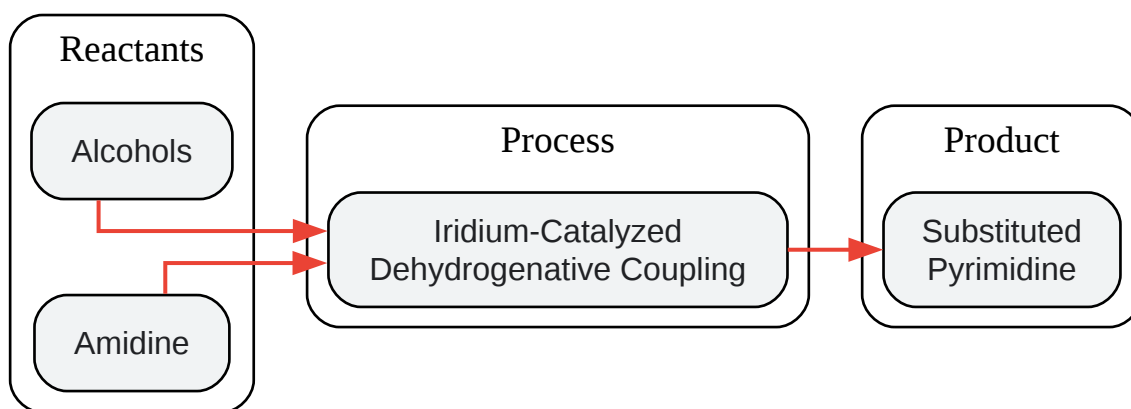 Reactants
Alcohols
Amidine
Process
Iridium-Catalyzed
Dehydrogenative Coupling
Product
Substituted
Pyrimidine